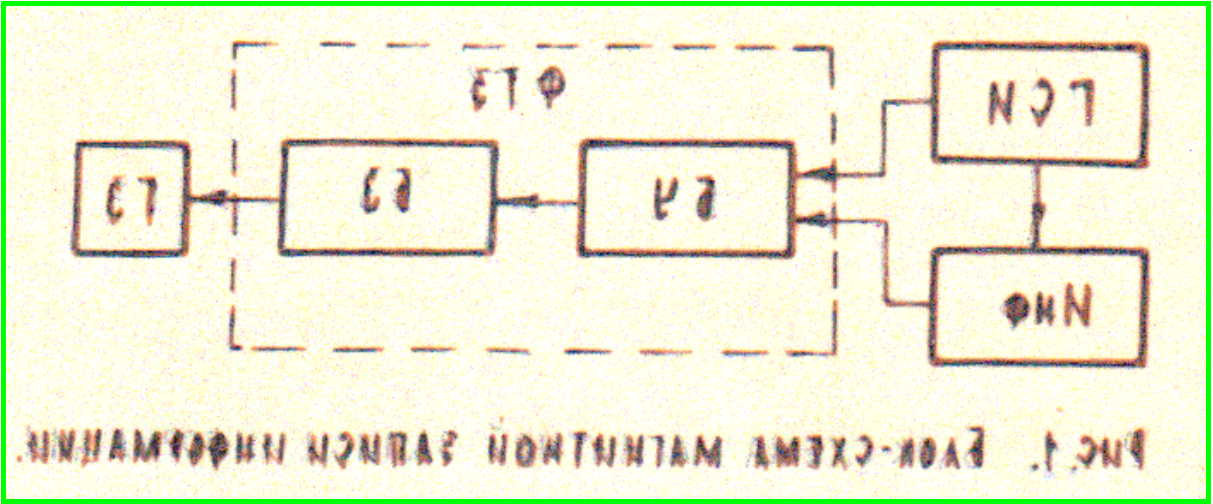 ГСИ
ФТЗ
БУ
БЗ
ГЗ
ИНФ
Рис.1. Блок-схема магнитной записи информации.